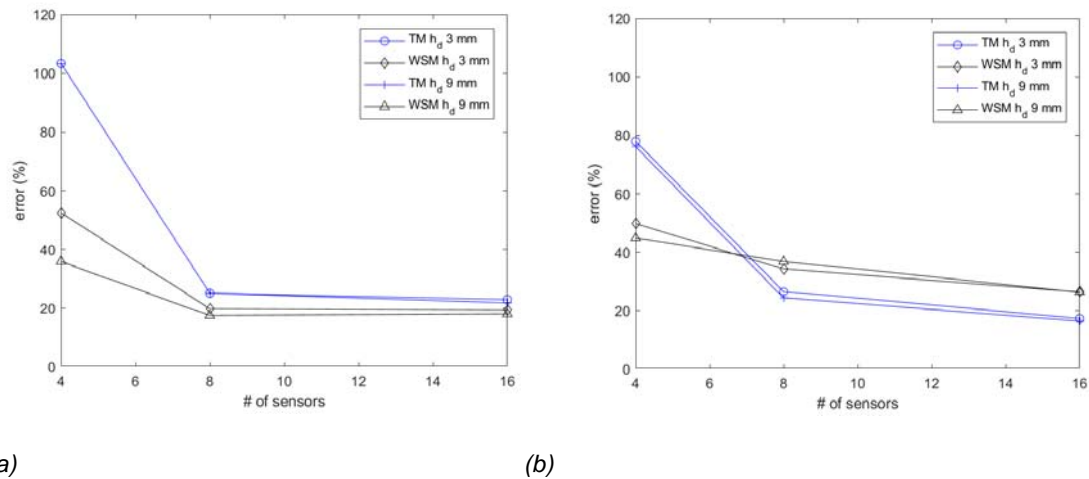 120
100
80
60
40
20
0
error (%)
4 6 8 10 12 14 16
# of sensors
TM h_d 3 mm
WSM h_d 3 mm
TM h_d 9 mm
WSM h_d 9 mm
a)
120
100
80
60
40
20
0
error (%)
4 6 8 10 12 14 16
# of sensors
TM h_d 3 mm
WSM h_d 3 mm
TM h_d 9 mm
WSM h_d 9 mm
(b)